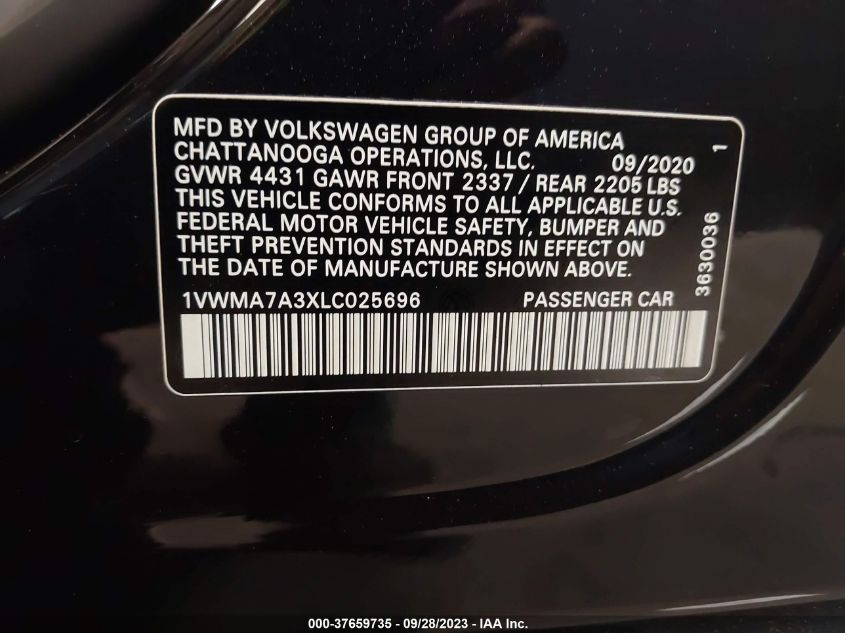 MFD BY VOLKSWAGEN GROUP OF AMERICA
CHATTANOOGA OPERATIONS, LLC. 09/2020
GVWR 4431 GAWR FRONT 2337 / REAR 2205 LBS
THIS VEHICLE CONFORMS TO ALL APPLICABLE U.S.
FEDERAL MOTOR VEHICLE SAFETY, BUMPER AND
THEFT PREVENTION STANDARDS IN EFFECT ON
THE DATE OF MANUFACTURE SHOWN ABOVE.
1VWMA7A3XLC025696 PASSENGER CAR
3630036 1
000-37659735 - 09/28/2023 - IAA Inc.